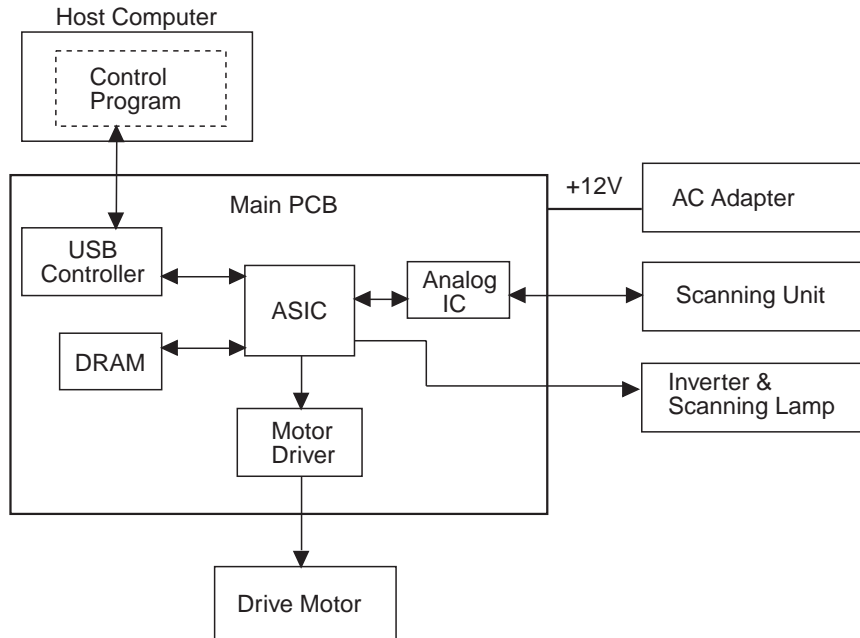 Host Computer
Control
Program
Main PCB
+12V
AC Adapter
USB
Controller
ASIC
Analog
IC
Scanning Unit
DRAM
Inverter &
Scanning Lamp
Motor
Driver
Drive Motor